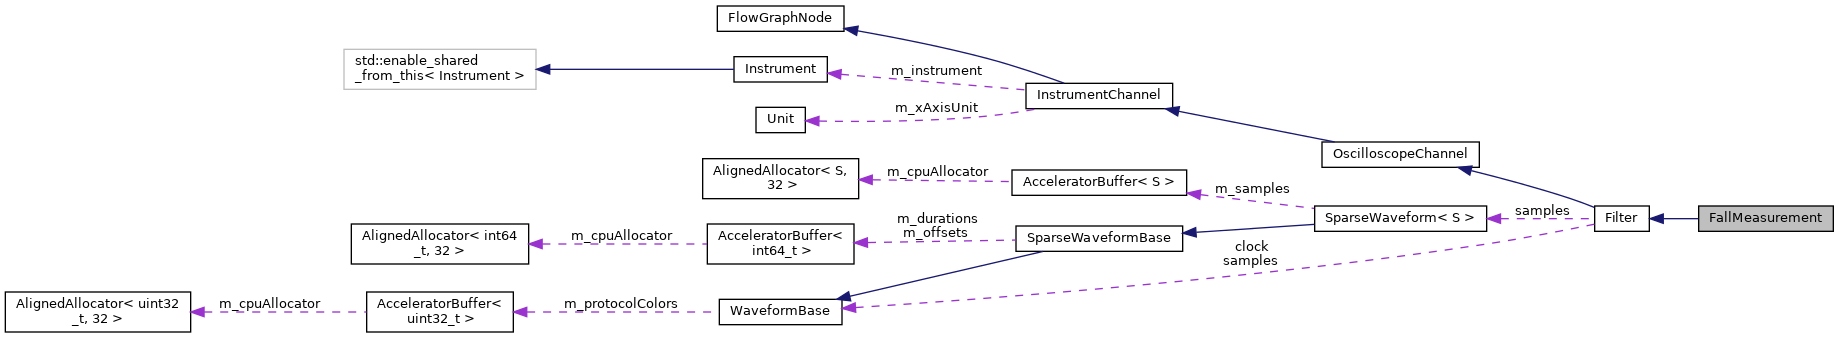 FlowGraphNode
std::enable_shared
_from_this< Instrument >
Instrument
m_instrument
InstrumentChannel
m_xAxisUnit
Unit
OscilloscopeChannel
AlignedAllocator< S,
32 >
m_cpuAllocator
AcceleratorBuffer< S >
m_samples
SparseWaveform< S >
samples
Filter
FallMeasurement
AlignedAllocator< int64
_t, 32 >
m_cpuAllocator
AcceleratorBuffer<
int64_t >
m_durations
m_offsets
SparseWaveformBase
clock
samples
AlignedAllocator< uint32
_t, 32 >
m_cpuAllocator
AcceleratorBuffer<
uint32_t >
m_protocolColors
WaveformBase